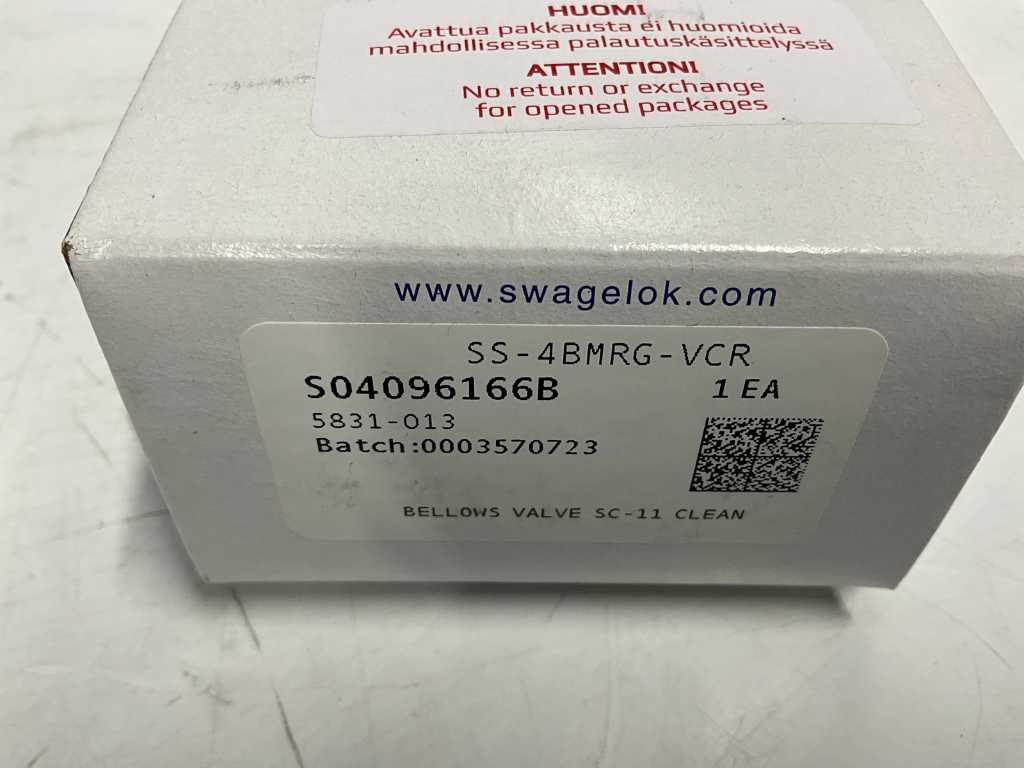 HUOMI
Avattua pakkausta ei huomioida
mahdollisessa palautuskäsittelyssä
ATTENTION!
No return or exchange
for opened packages
www.swagelok.com
SS-4BMRG-VCR
S04096166B 1 EA
5831-013
Batch:0003570723
BELLOWS VALVE SC-11 CLEAN